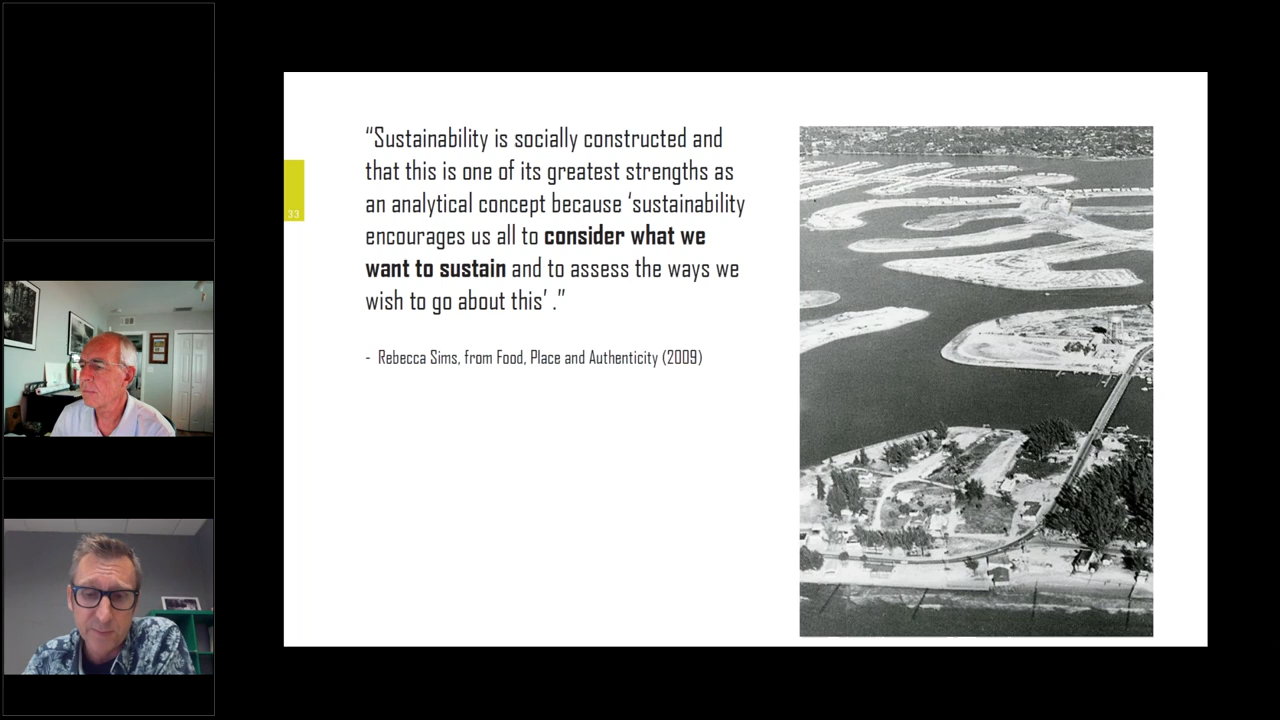 “Sustainability is socially constructed and
that this is one of its greatest strengths as
an analytical concept because ‘sustainability
encourages us all to consider what we
want to sustain and to assess the ways we
wish to go about this’ .”
33
- Rebecca Sims, from Food, Place and Authenticity (2009)